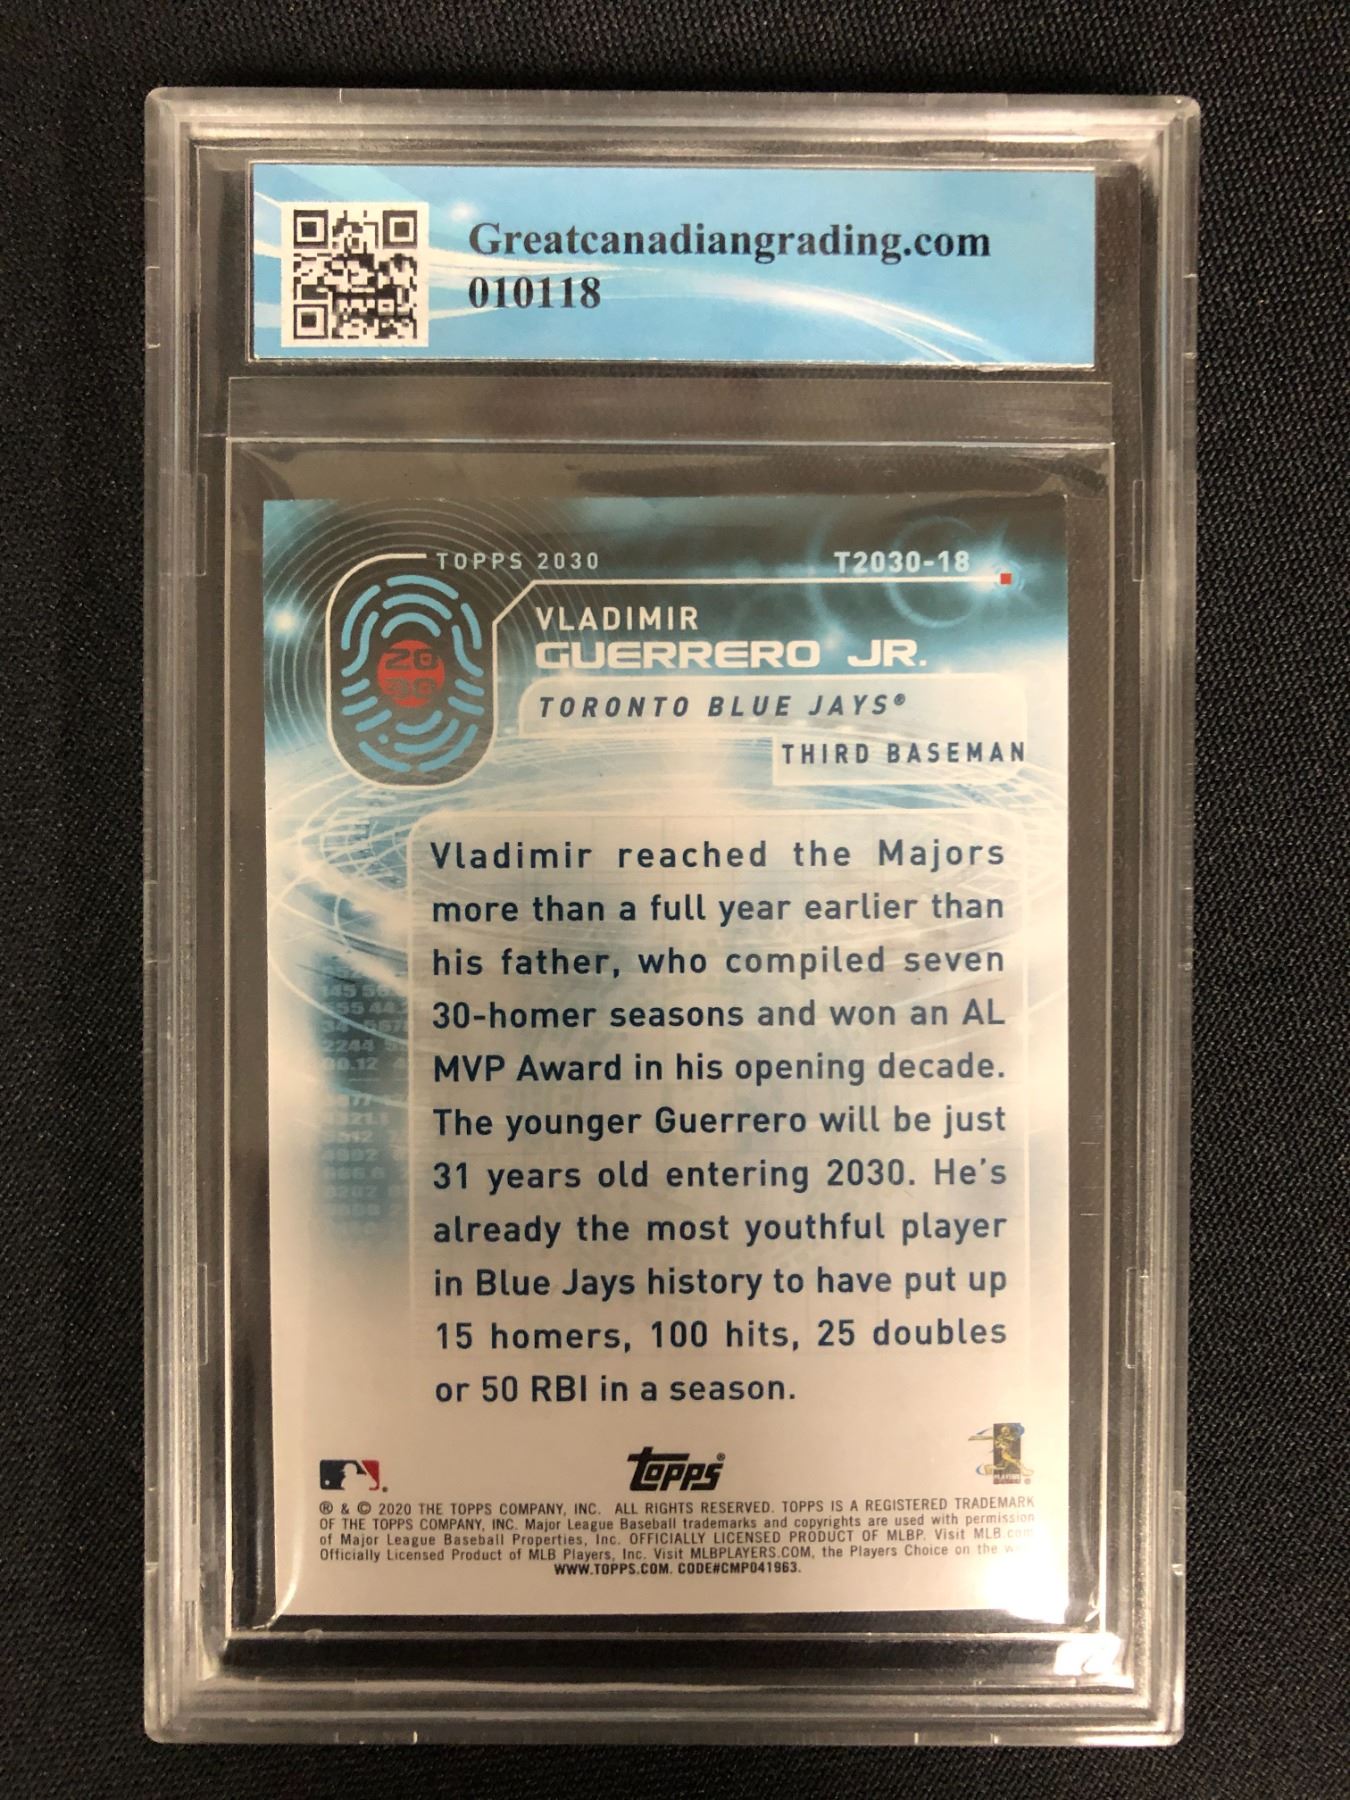 Greatcanadiangrading.com
010118
TOPPS 2030
T2030-18
VLADIMIR
GUERRERO JR.
TORONTO BLUE JAYS®
THIRD BASEMAN
Vladimir reached the Majors
more than a full year earlier than
his father, who compiled seven
30-homer seasons and won an AL
MVP Award in his opening decade.
The younger Guerrero will be just
31 years old entering 2030. He's
already the most youthful player
in Blue Jays history to have put up
15 homers, 100 hits, 25 doubles
or 50 RBI in a season.
TOPPS®
® & © 2020 THE TOPPS COMPANY, INC. ALL RIGHTS RESERVED. TOPPS IS A REGISTERED TRADEMARK
OF THE TOPPS COMPANY, INC. Major League Baseball trademarks and copyrights are used with permission
of Major League Baseball Properties, Inc. OFFICIALLY LICENSED PRODUCT OF MLBP. Visit MLB.com
Officially Licensed Product of MLB Players, Inc. Visit MLBPLAYERS.COM, the Players Choice on the
WWW.TOPPS.COM. CODE#CMP041963.